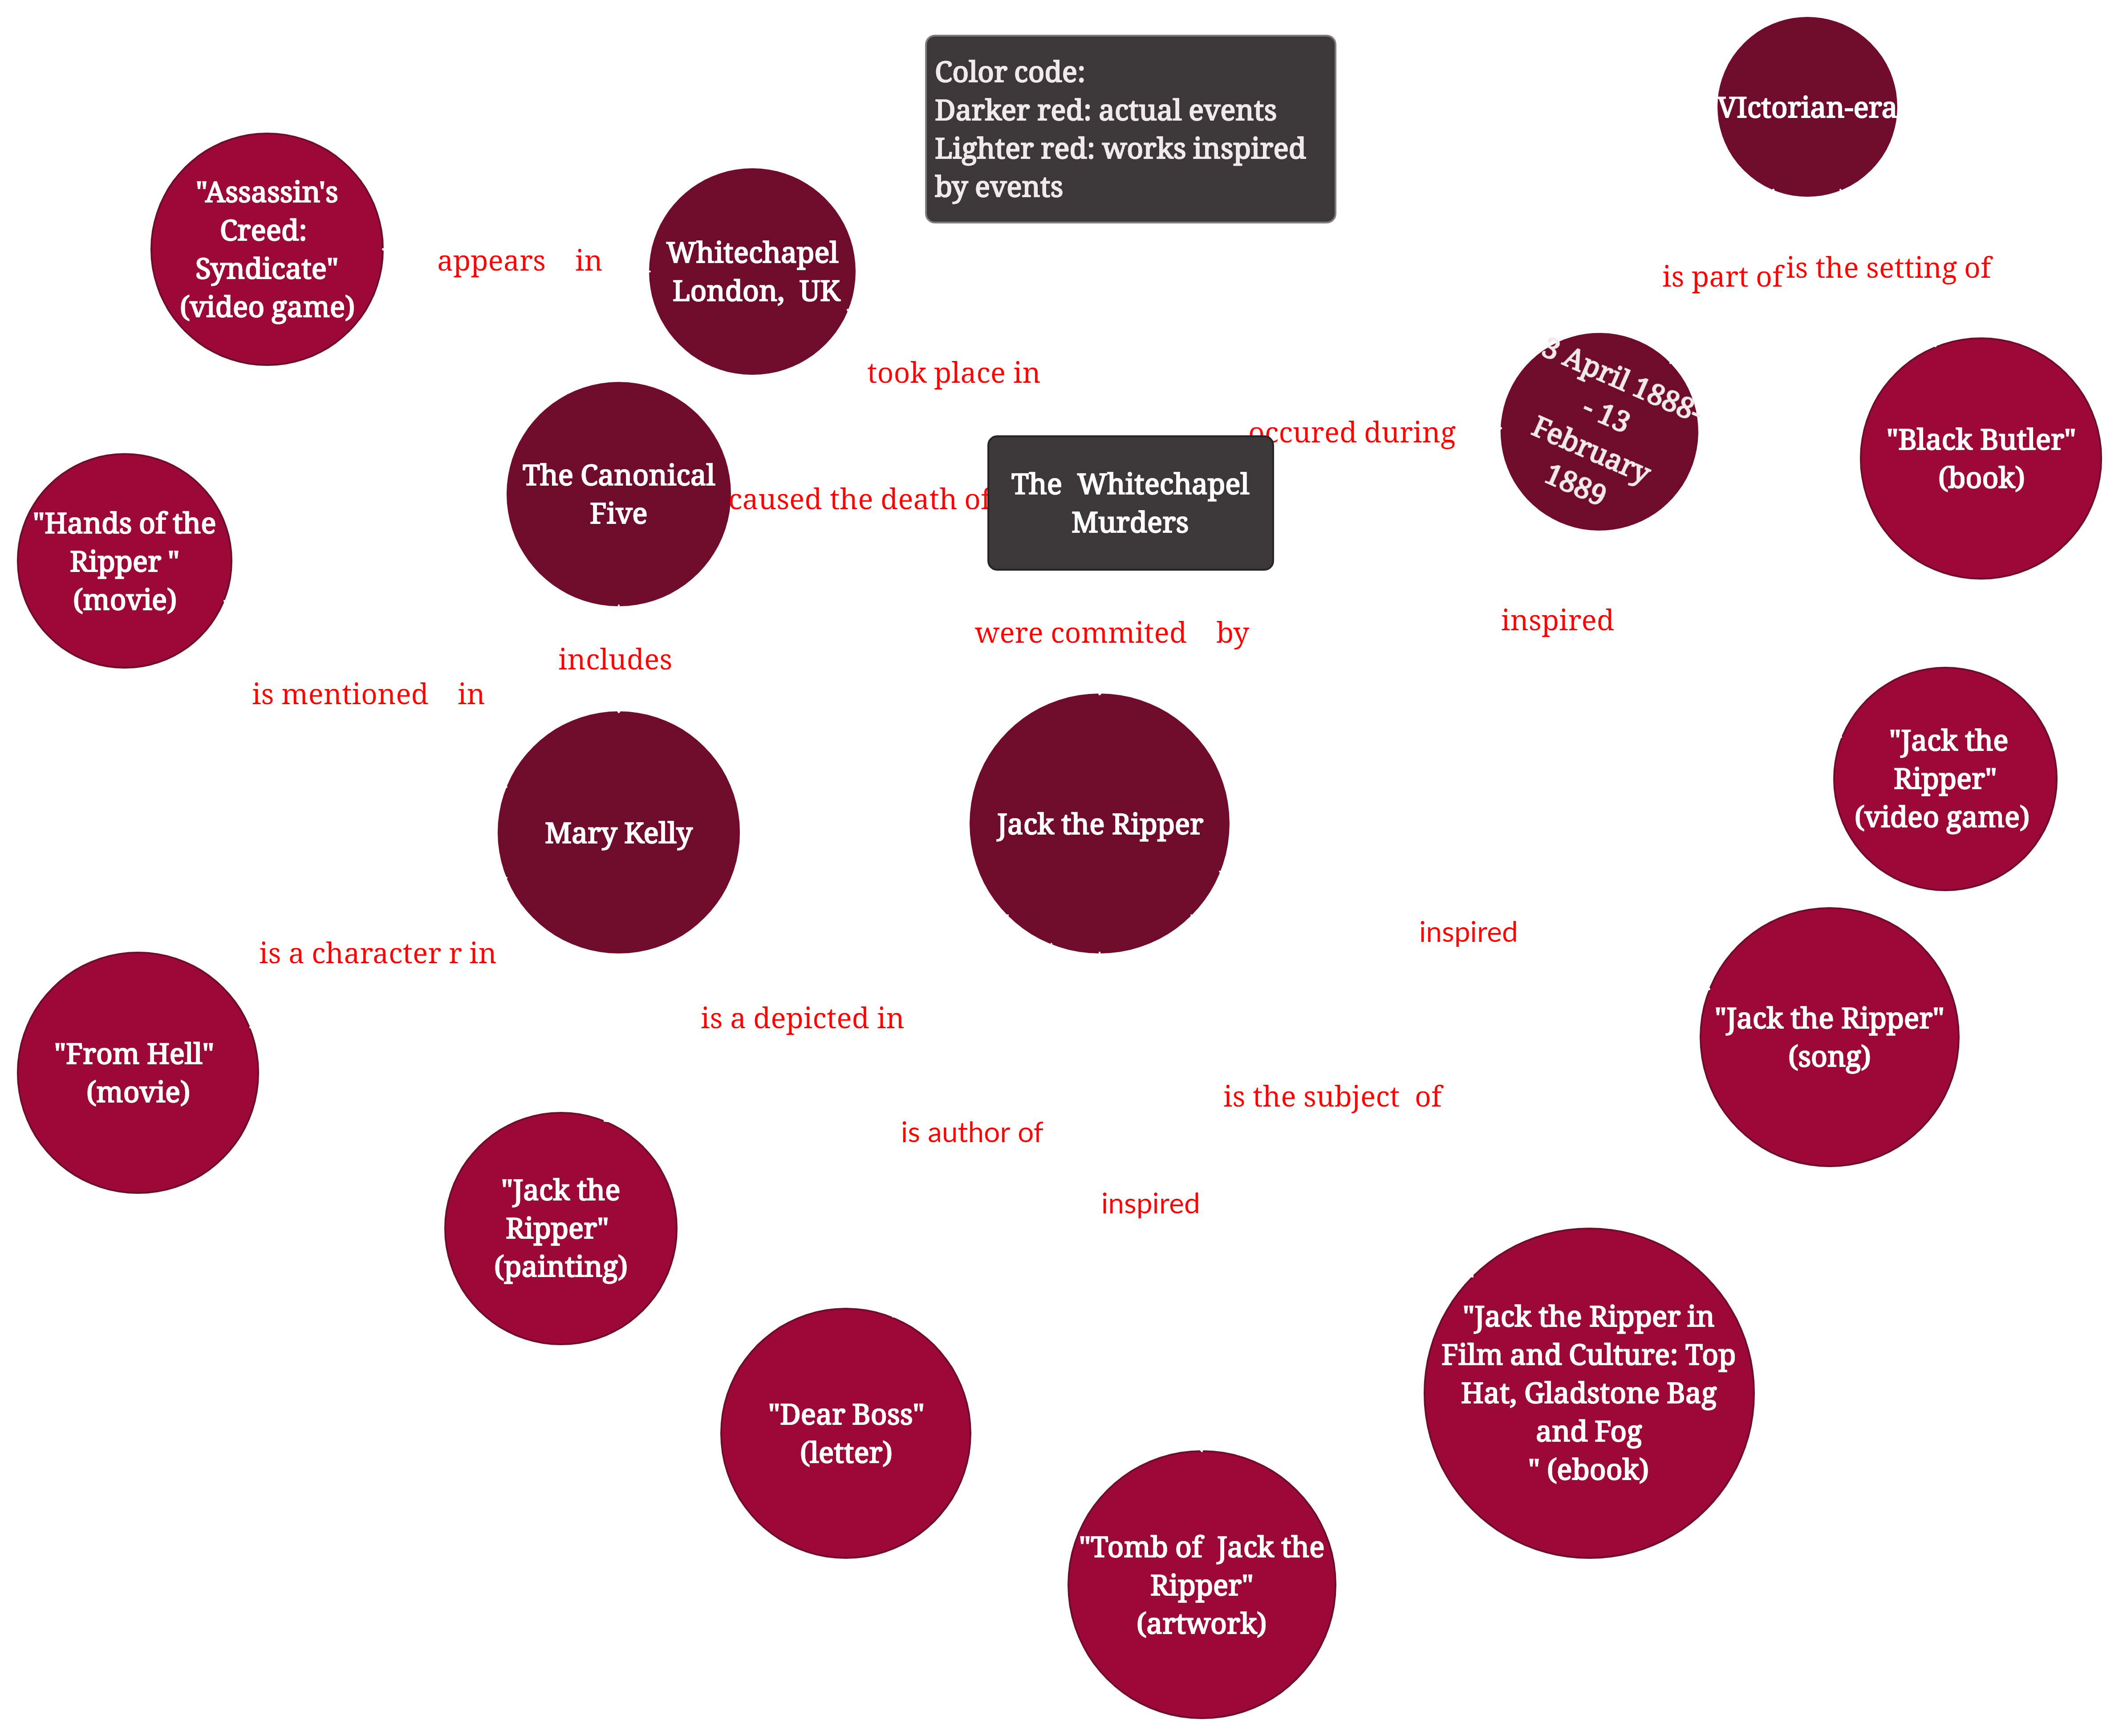 Color code:
Darker red: actual events
Lighter red: works inspired
by events
VIctorian-era
"Assassin's
Creed:
Syndicate"
(video game)
appears in
Whitechapel
London, UK
is part of
is the setting of
took place in
3 April 1888-
- 13
February
1889
occured during
"Black Butler"
(book)
The Canonical
Five
caused the death of
The Whitechapel
Murders
"Hands of the
Ripper "
(movie)
includes
were commited by
inspired
is mentioned in
"Jack the
Ripper"
(video game)
Mary Kelly
Jack the Ripper
is a character r in
inspired
"From Hell"
(movie)
is a depicted in
"Jack the Ripper"
(song)
is the subject of
is author of
inspired
"Jack the
Ripper"
(painting)
"Jack the Ripper in
Film and Culture: Top
Hat, Gladstone Bag
and Fog
" (ebook)
"Dear Boss"
(letter)
"Tomb of Jack the
Ripper"
(artwork)